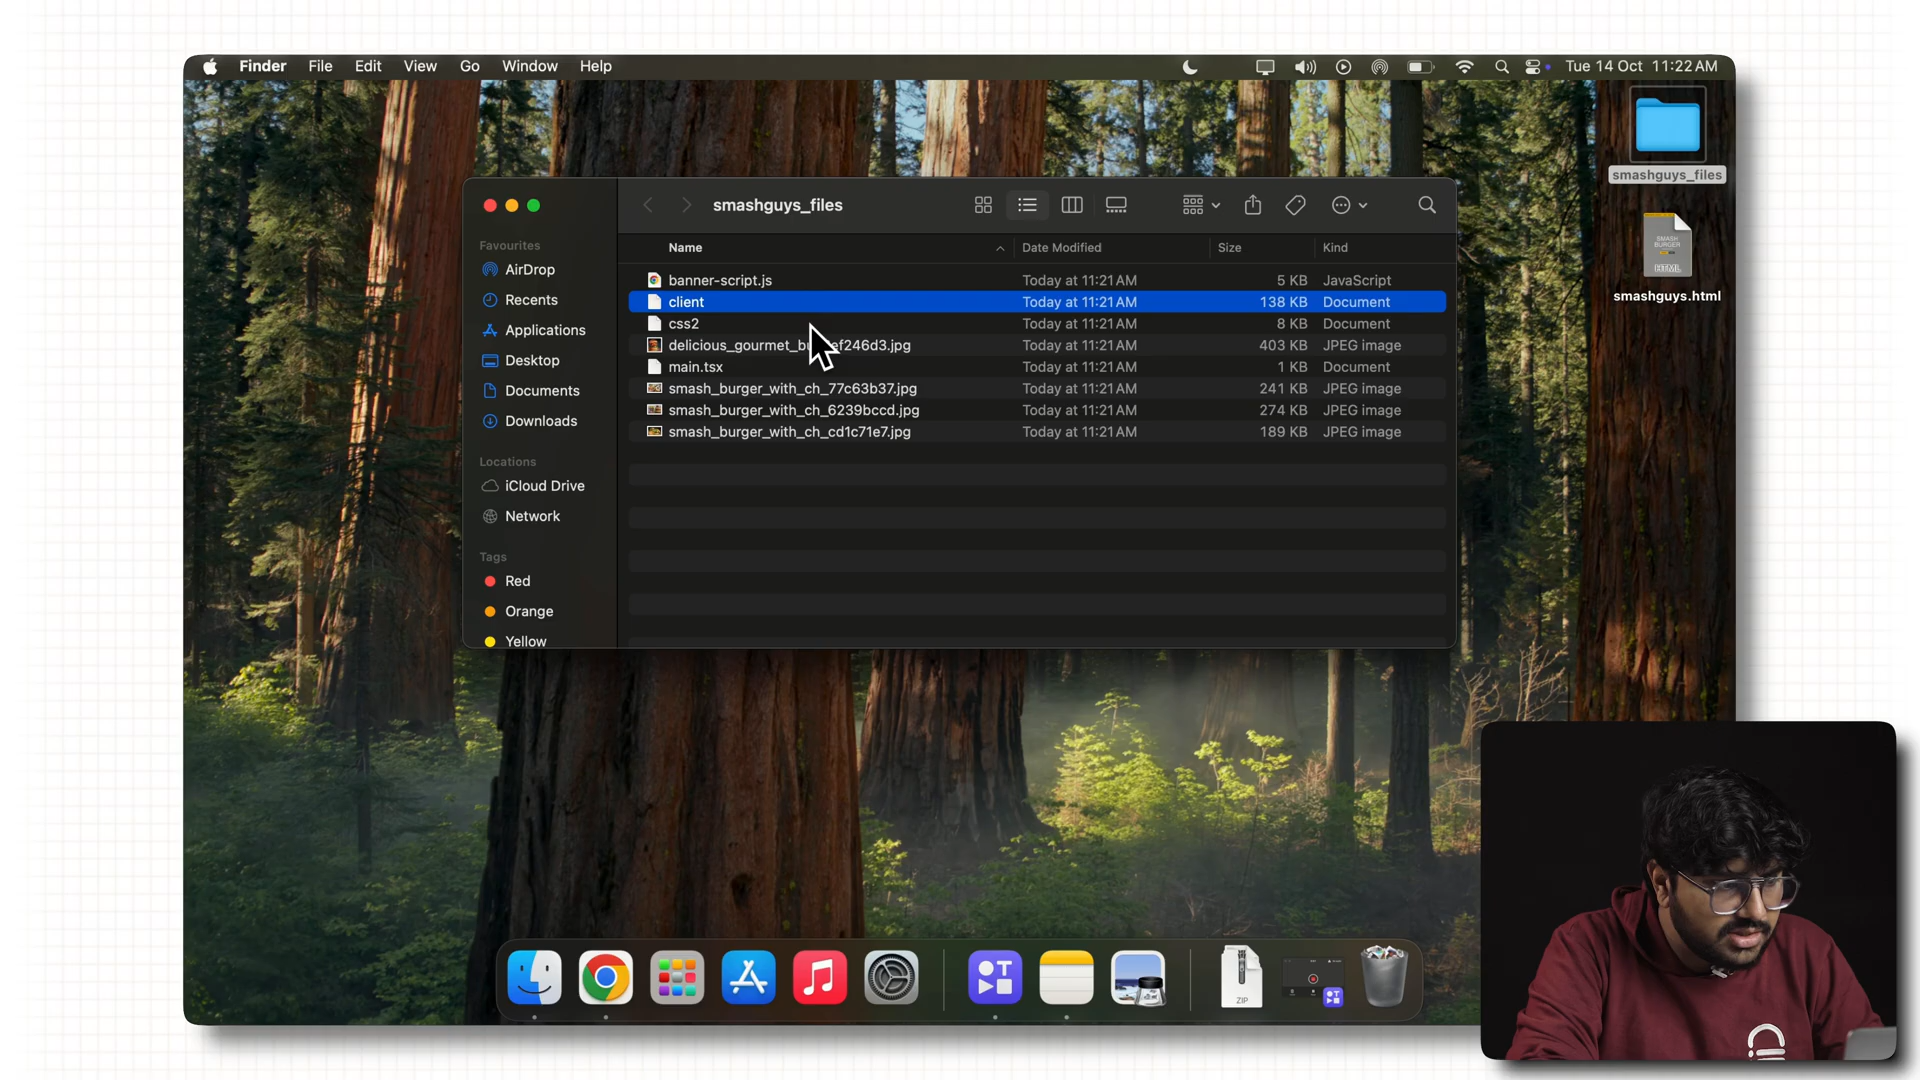 Finder File Edit View Go Window Help Tue 14 Oct 11:22 AM
smashguys_files
SMASH
BURGER
HTML
smashguys.html
smashguys_files
Favourites
AirDrop
Recents
Applications
Desktop
Documents
Downloads
Locations
iCloud Drive
Network
Tags
Red
Orange
Yellow
Name Date Modified Size Kind
banner-script.js Today at 11:21 AM 5 KB JavaScript
client Today at 11:21 AM 138 KB Document
css2 Today at 11:21 AM 8 KB Document
Today at 11:21 AM 403 KB JPEG image
main.tsx Today at 11:21 AM 1 KB Document
smash_burger_with_ch_77c63b37.jpg Today at 11:21 AM 241 KB JPEG image
smash_burger_with_ch_6239bccd.jpg Today at 11:21 AM 274 KB JPEG image
smash_burger_with_ch_cd1c71e7.jpg Today at 11:21 AM 189 KB JPEG image
ZIP